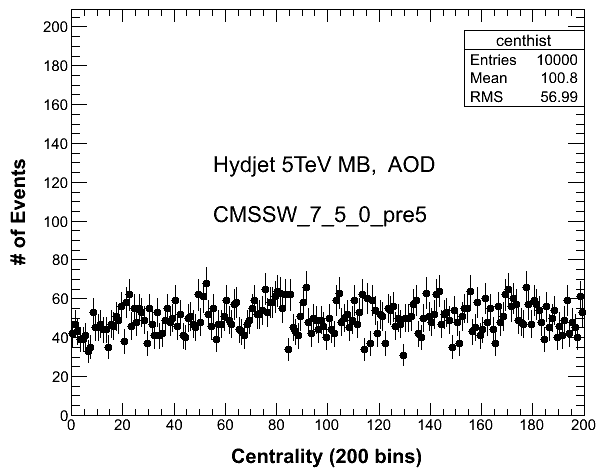 centhist
Entries 10000
Mean 100.8
RMS 56.99
200
180
160
140
120
100
80
60
40
20
0
Hydjet 5TeV MB, AOD
CMSSW_7_5_0_pre5
# of Events
0 20 40 60 80 100 120 140 160 180 200
Centrality (200 bins)